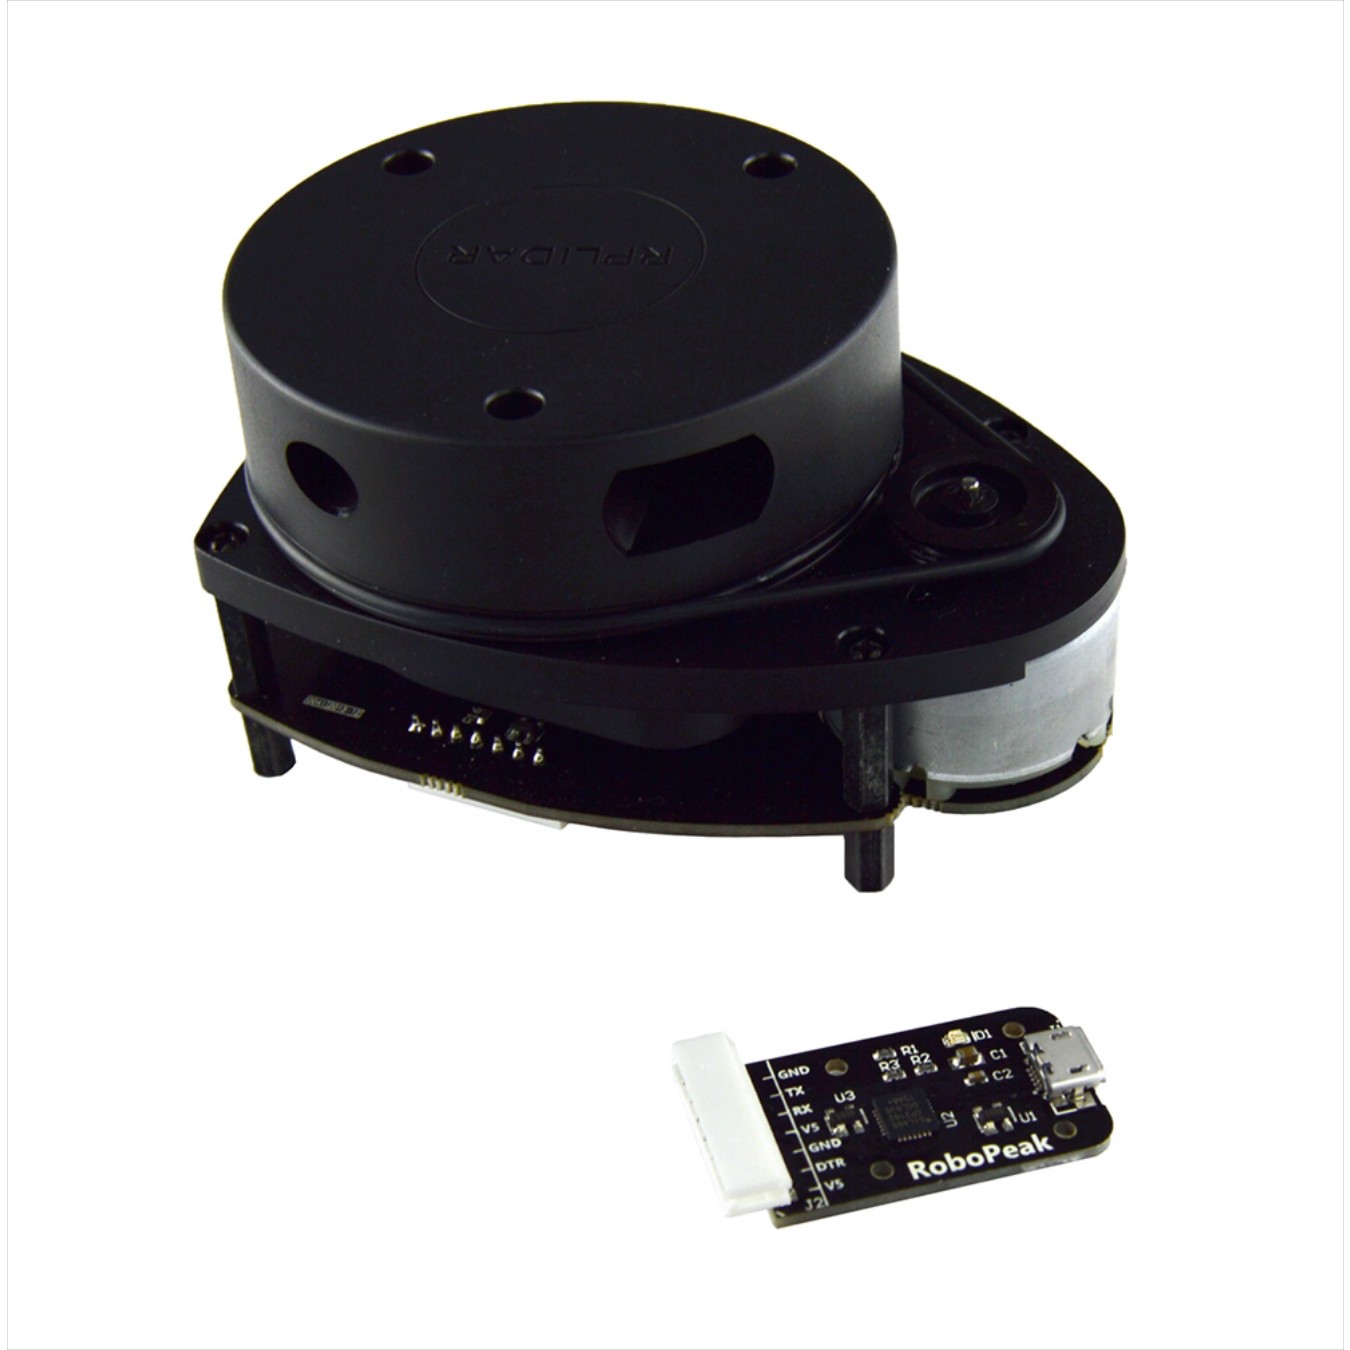 RPLIDAR
GND
TX
RX
V5
GND
DTR
V5
J2
U3
R1
R3 R2
D1
C1
C2
U2
U1
RoboPeak